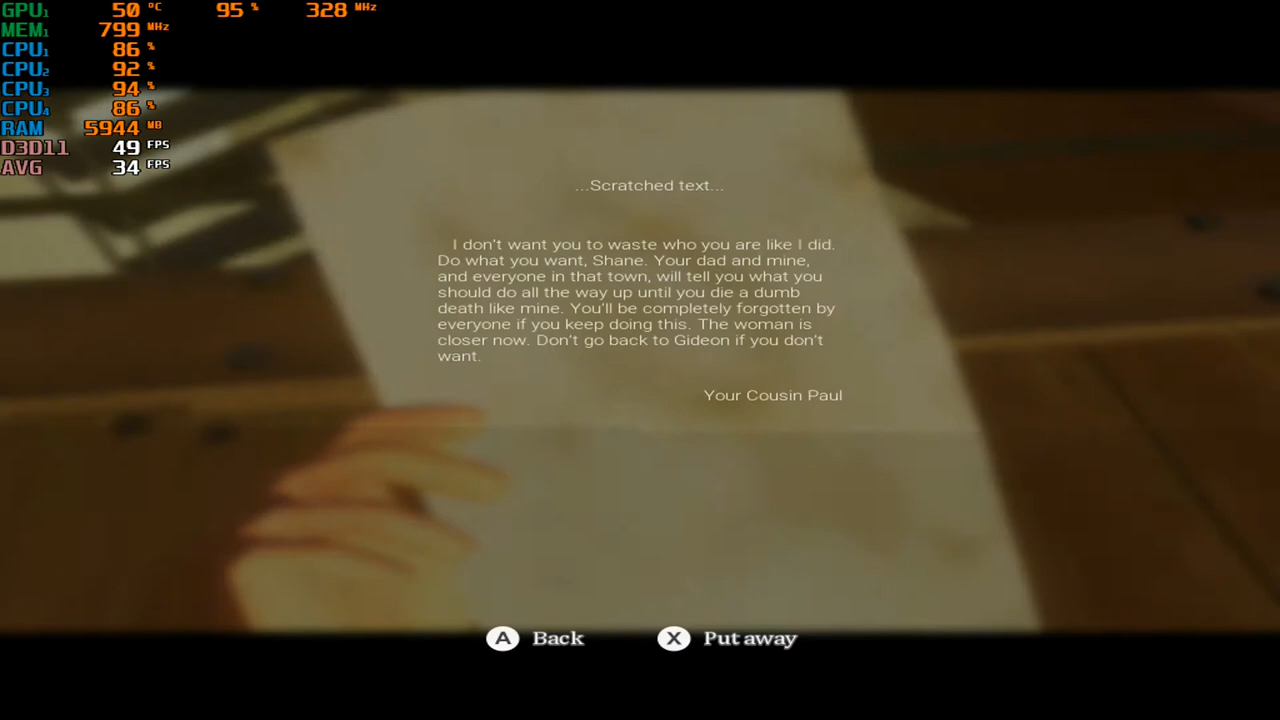 GPU1 50 °C 95 % 328 MHz
MEM1 799 MHz
CPU1 86 %
CPU2 92 %
CPU3 94 %
CPU4 86 %
RAM 5944 MB
D3D11 49 FPS
AVG 34 FPS
...Scratched text...
I don't want you to waste who you are like I did.
Do what you want, Shane. Your dad and mine,
and everyone in that town, will tell you what you
should do all the way up until you die a dumb
death like mine. You'll be completely forgotten by
everyone if you keep doing this. The woman is
closer now. Don't go back to Gideon if you don't
want.
Your Cousin Paul
A Back X Put away